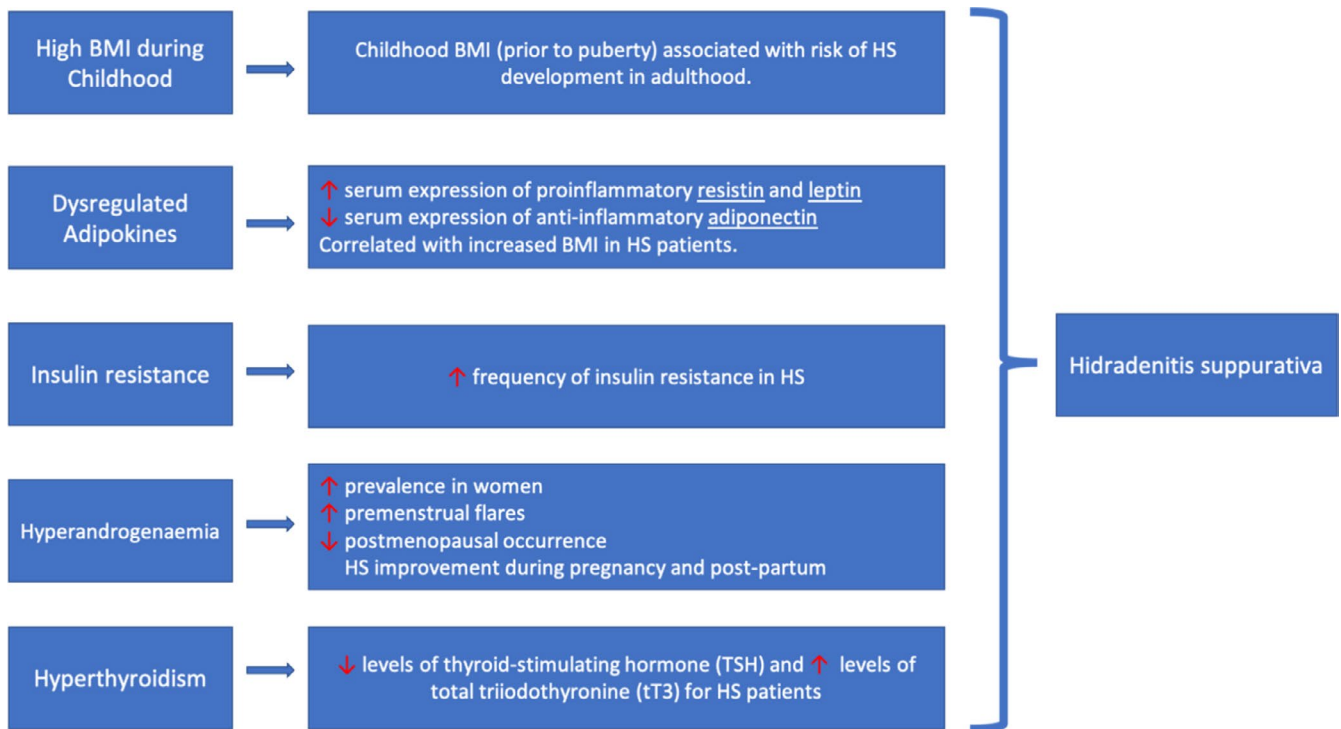 High BMI during
Childhood
Childhood BMI (prior to puberty) associated with risk of HS
development in adulthood.
Dysregulated
Adipokines
↑ serum expression of proinflammatory resistin and leptin
↓ serum expression of anti-inflammatory adiponectin
Correlated with increased BMI in HS patients.
Insulin resistance
↑ frequency of insulin resistance in HS
Hidradenitis suppurativa
Hyperandrogenaemia
↑ prevalence in women
↑ premenstrual flares
↓ postmenopausal occurrence
HS improvement during pregnancy and post-partum
Hyperthyroidism
↓ levels of thyroid-stimulating hormone (TSH) and ↑ levels of
total triiodothyronine (tT3) for HS patients